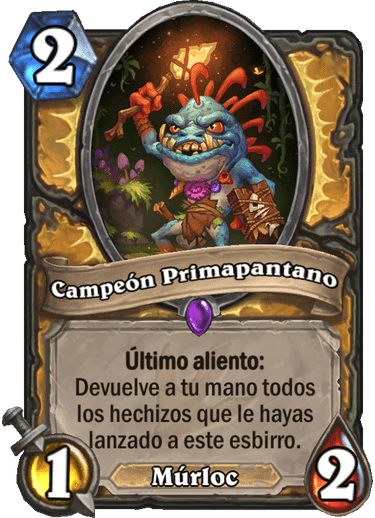 2
Campeón Primapantano
Último aliento:
Devuelve a tu mano todos
los hechizos que le hayas
lanzado a este esbirro.
1
Múrloc
2